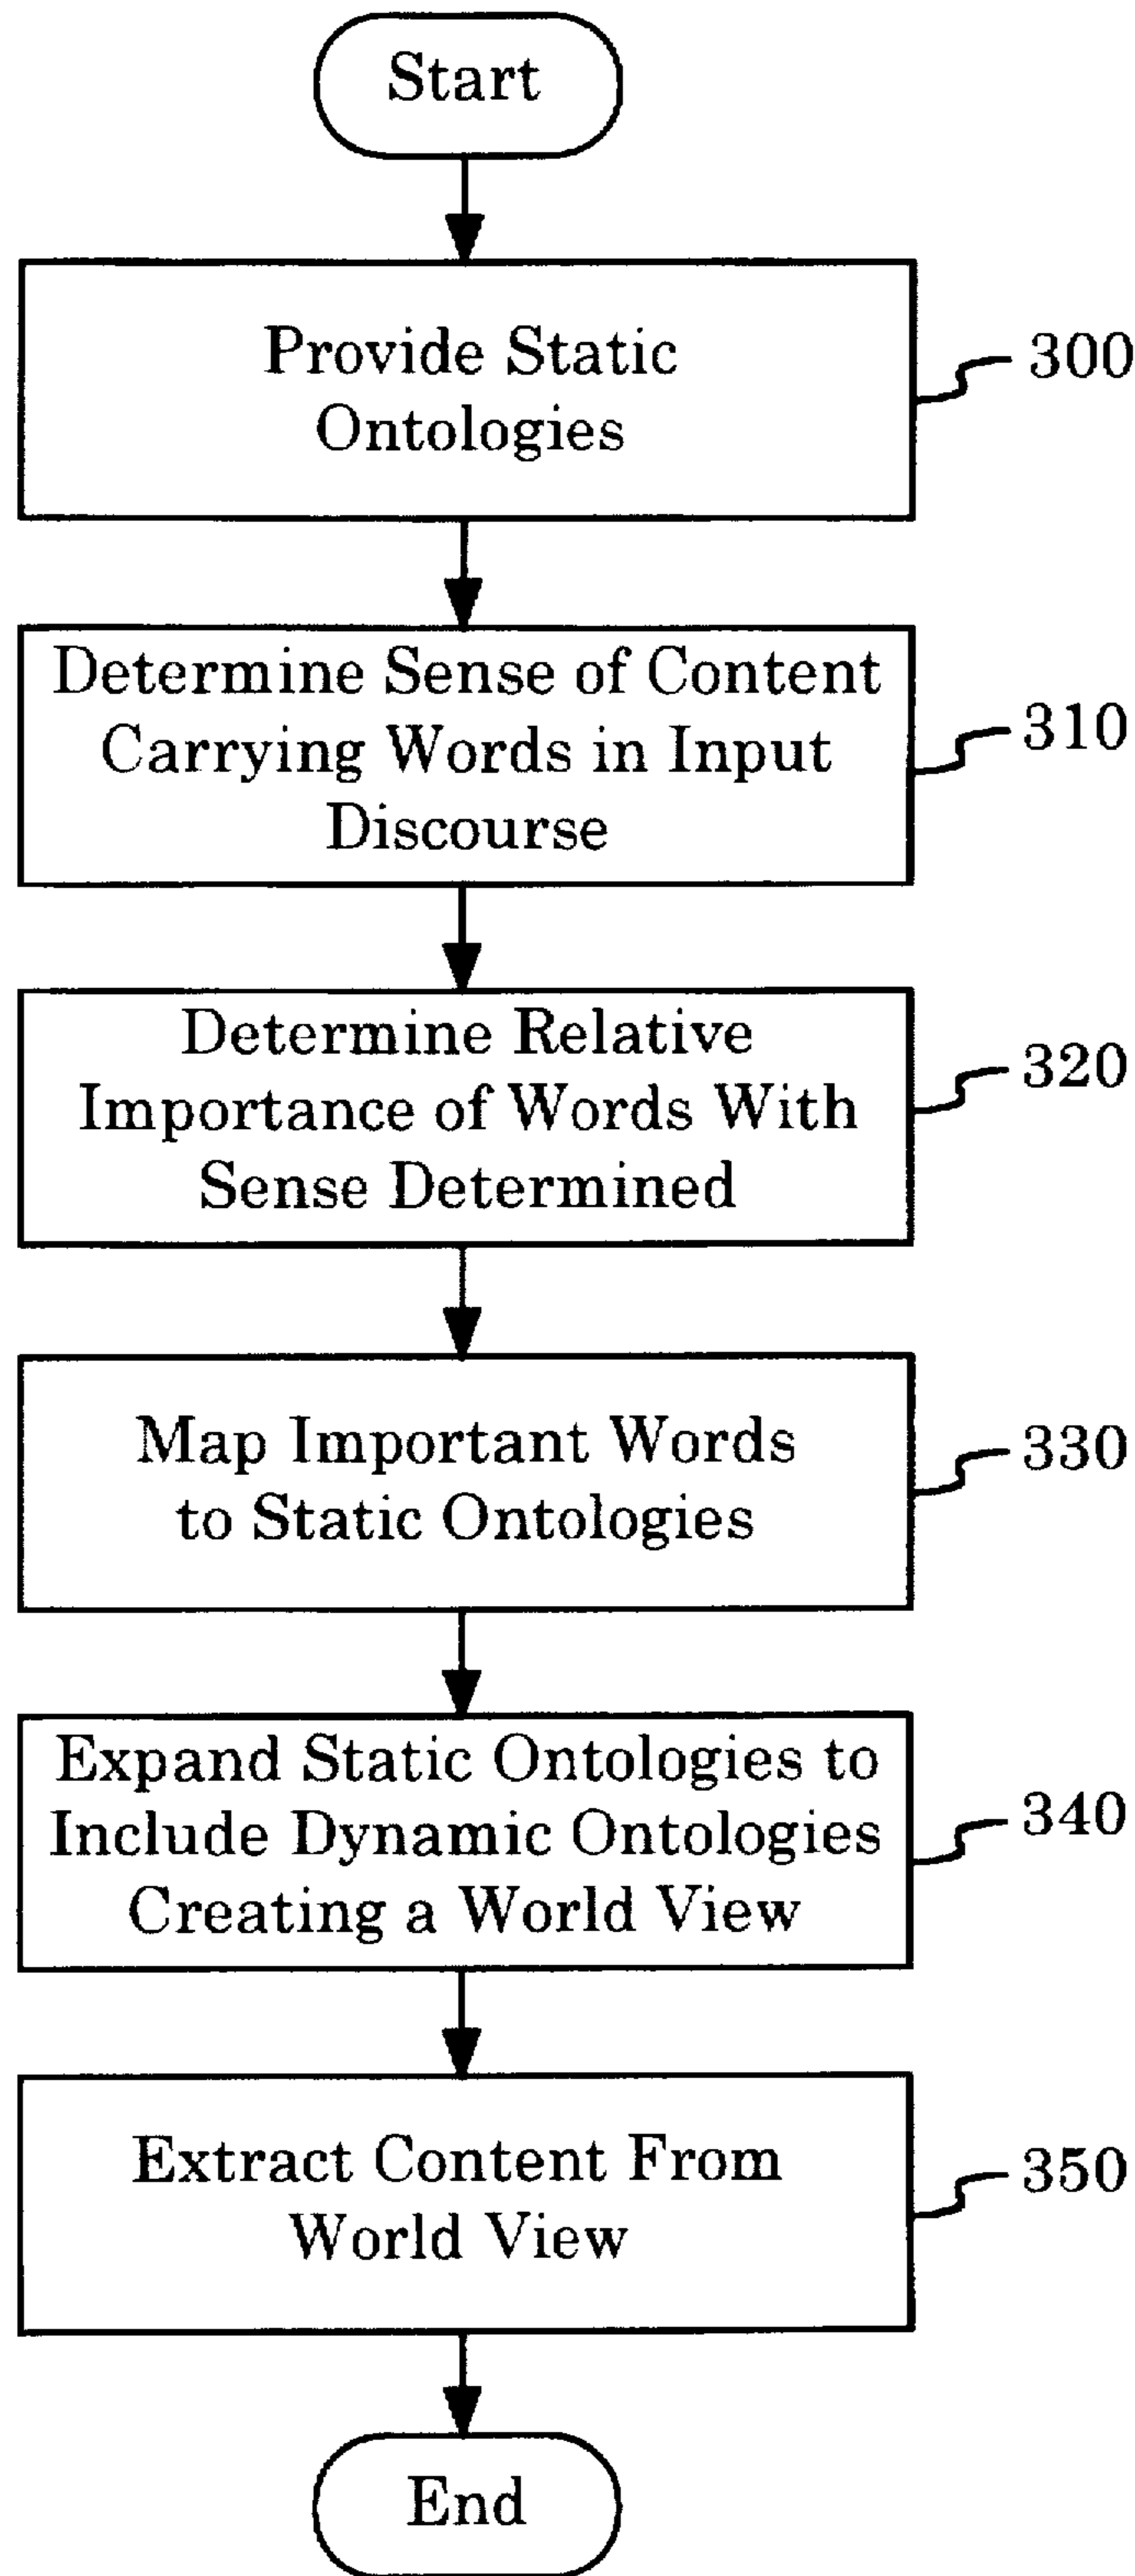 Start
Provide Static
Ontologies
300
Determine Sense of Content
Carrying Words in Input
Discourse
310
Determine Relative
Importance of Words With
Sense Determined
320
Map Important Words
to Static Ontologies
330
Expand Static Ontologies to
Include Dynamic Ontologies
Creating a World View
340
Extract Content From
World View
350
End